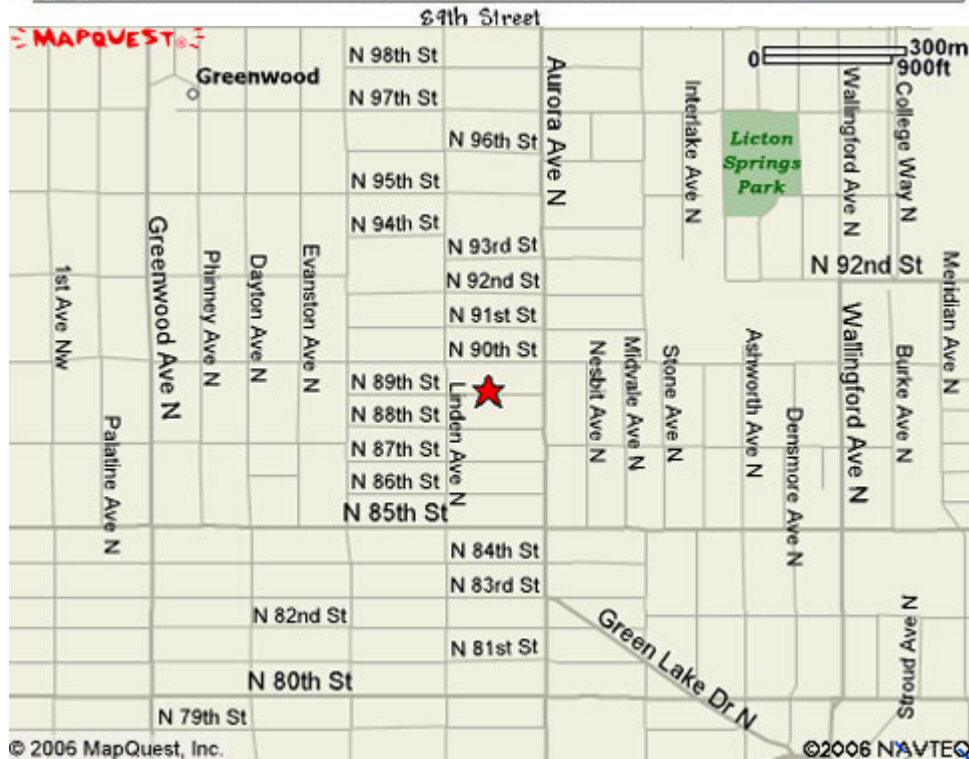 89th Street
MAPQUEST®
300m
0
900ft
Greenwood
N 98th St
N 97th St
N 96th St
N 95th St
N 94th St
N 93rd St
N 92nd St
N 91st St
N 90th St
N 89th St
N 88th St
N 87th St
N 86th St
N 85th St
N 84th St
N 83rd St
N 82nd St
N 81st St
N 80th St
N 79th St
Aurora Ave N
Interlake Ave N
Licton
Springs
Park
Wallingford Ave N
College Way N
N 92nd St
Meridian Ave N
1st Ave Nw
Greenwood Ave N
Phinney Ave N
Dayton Ave N
Evanston Ave N
Linden Ave N
Nesbit Ave N
Midvale Ave N
Stone Ave N
Ashworth Ave N
Densmore Ave N
Wallingford Ave N
Burke Ave N
Palatine Ave N
Stroud Ave N
Green Lake Dr N
© 2006 MapQuest, Inc.
©2006 NAVTEQ